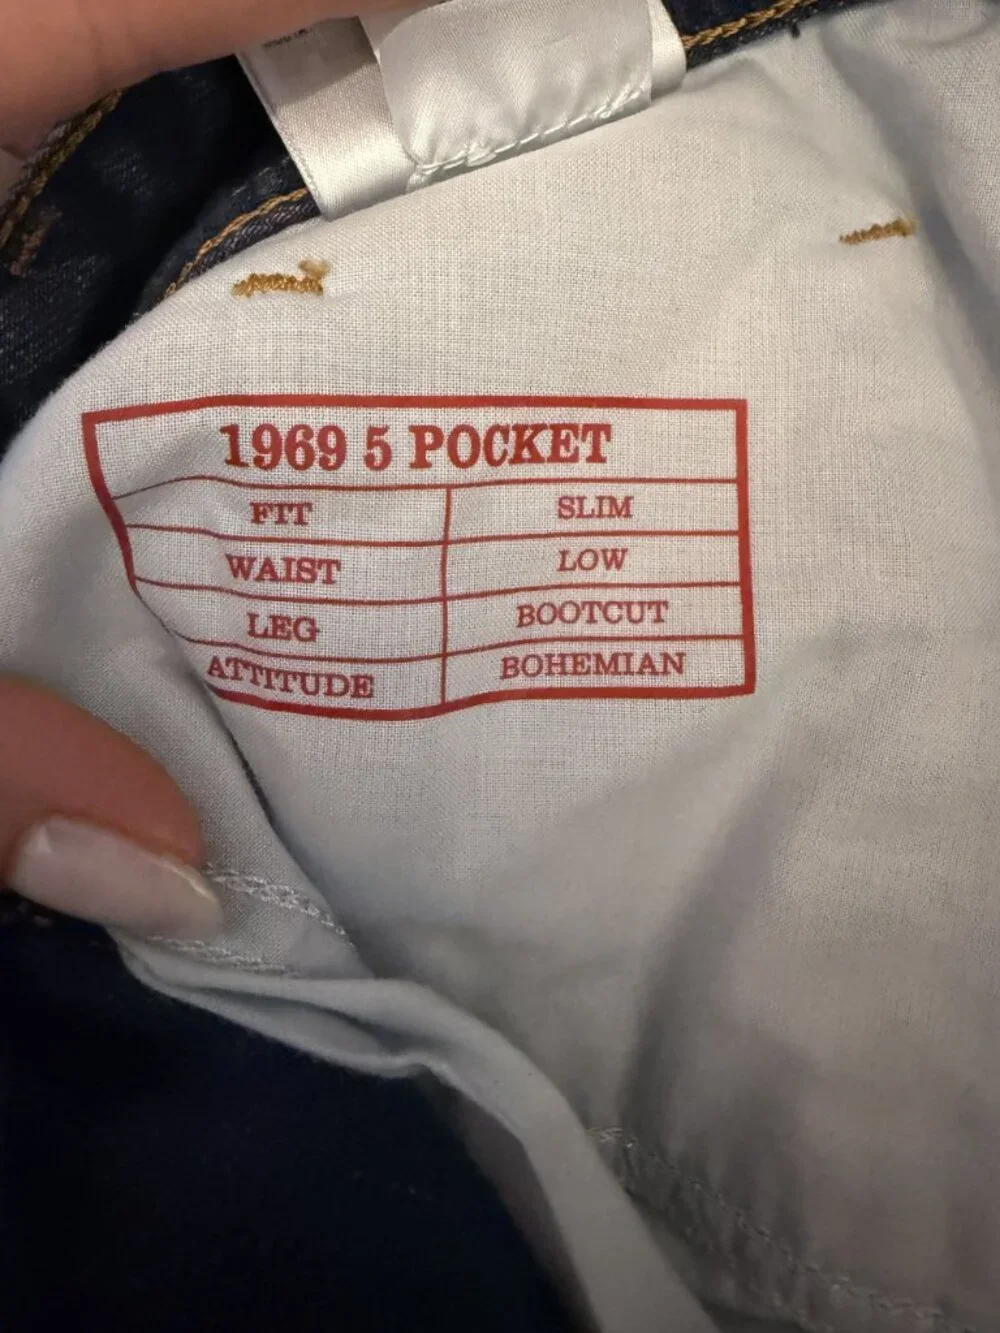 1969 5 POCKET
FIT SLIM
WAIST LOW
LEG BOOTCUT
ATTITUDE BOHEMIAN